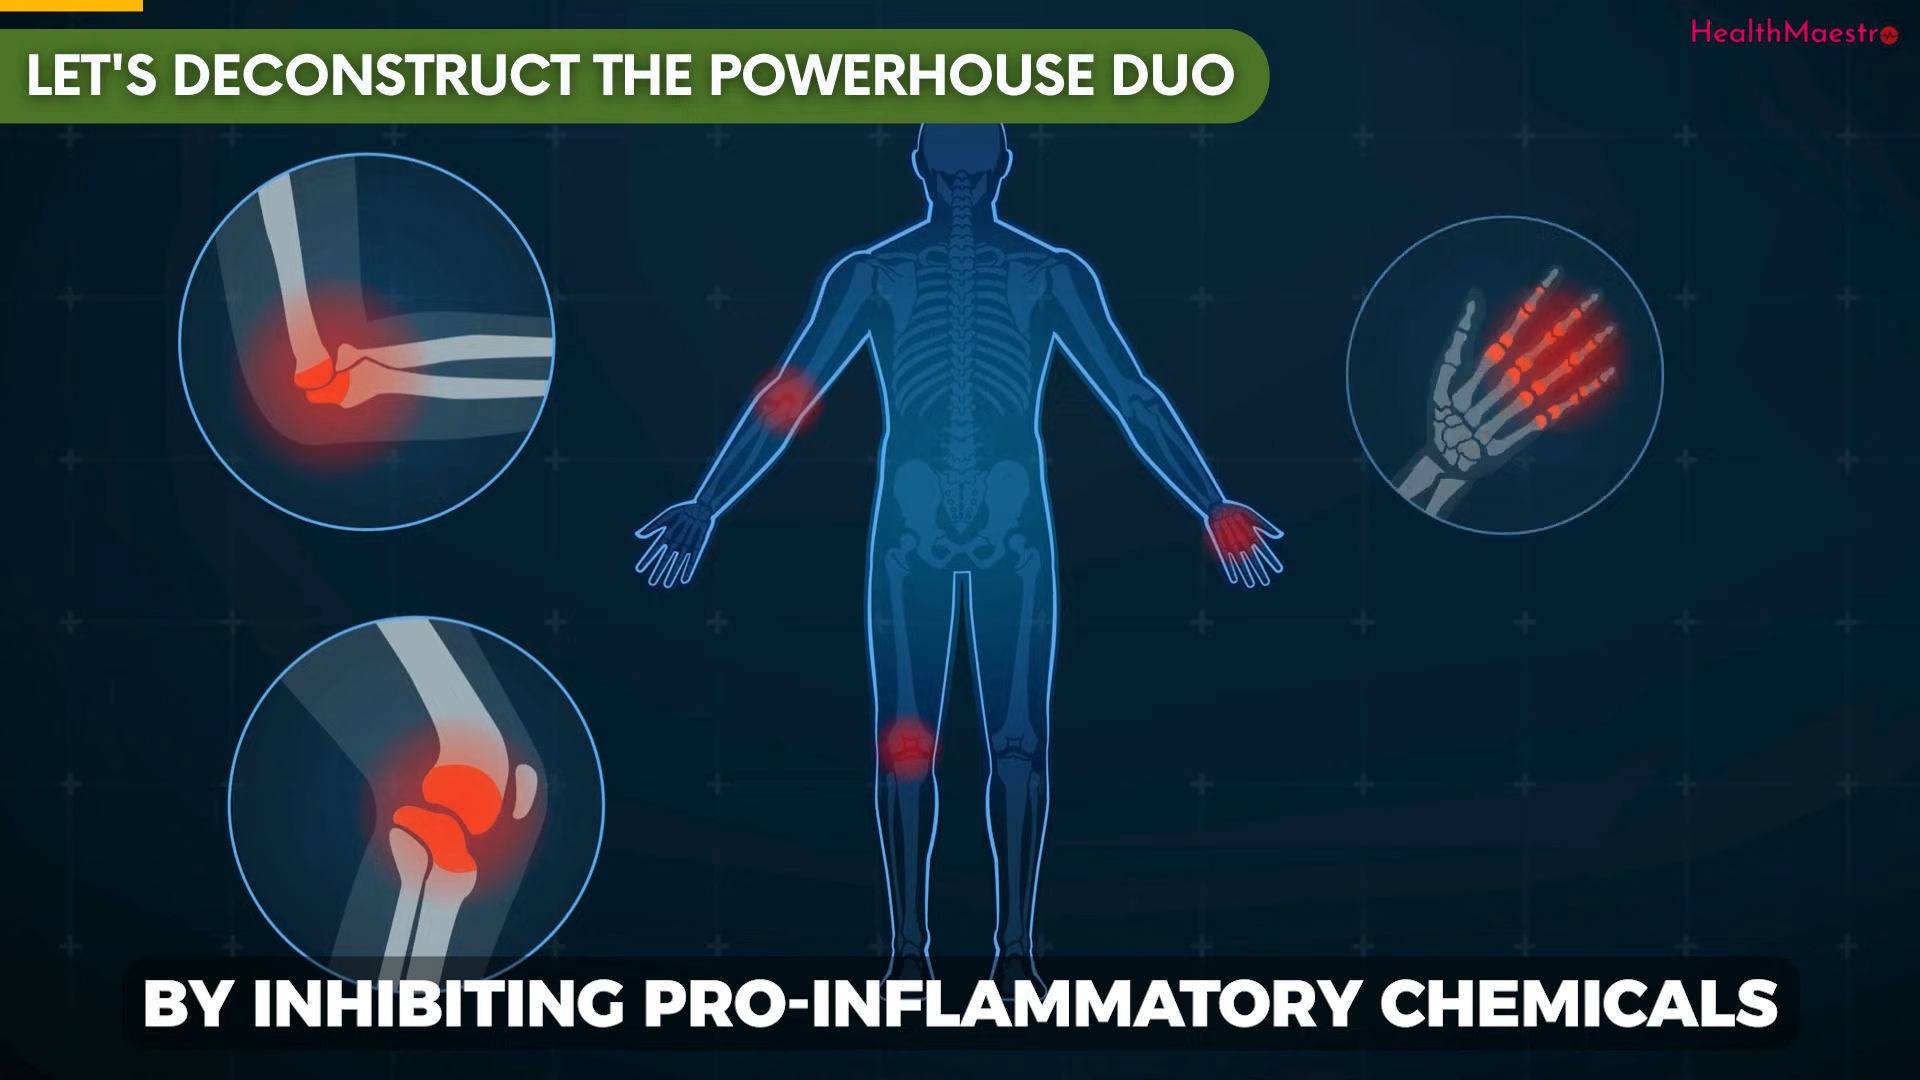 HealthMaestro
LET'S DECONSTRUCT THE POWERHOUSE DUO
BY INHIBITING PRO-INFLAMMATORY CHEMICALS